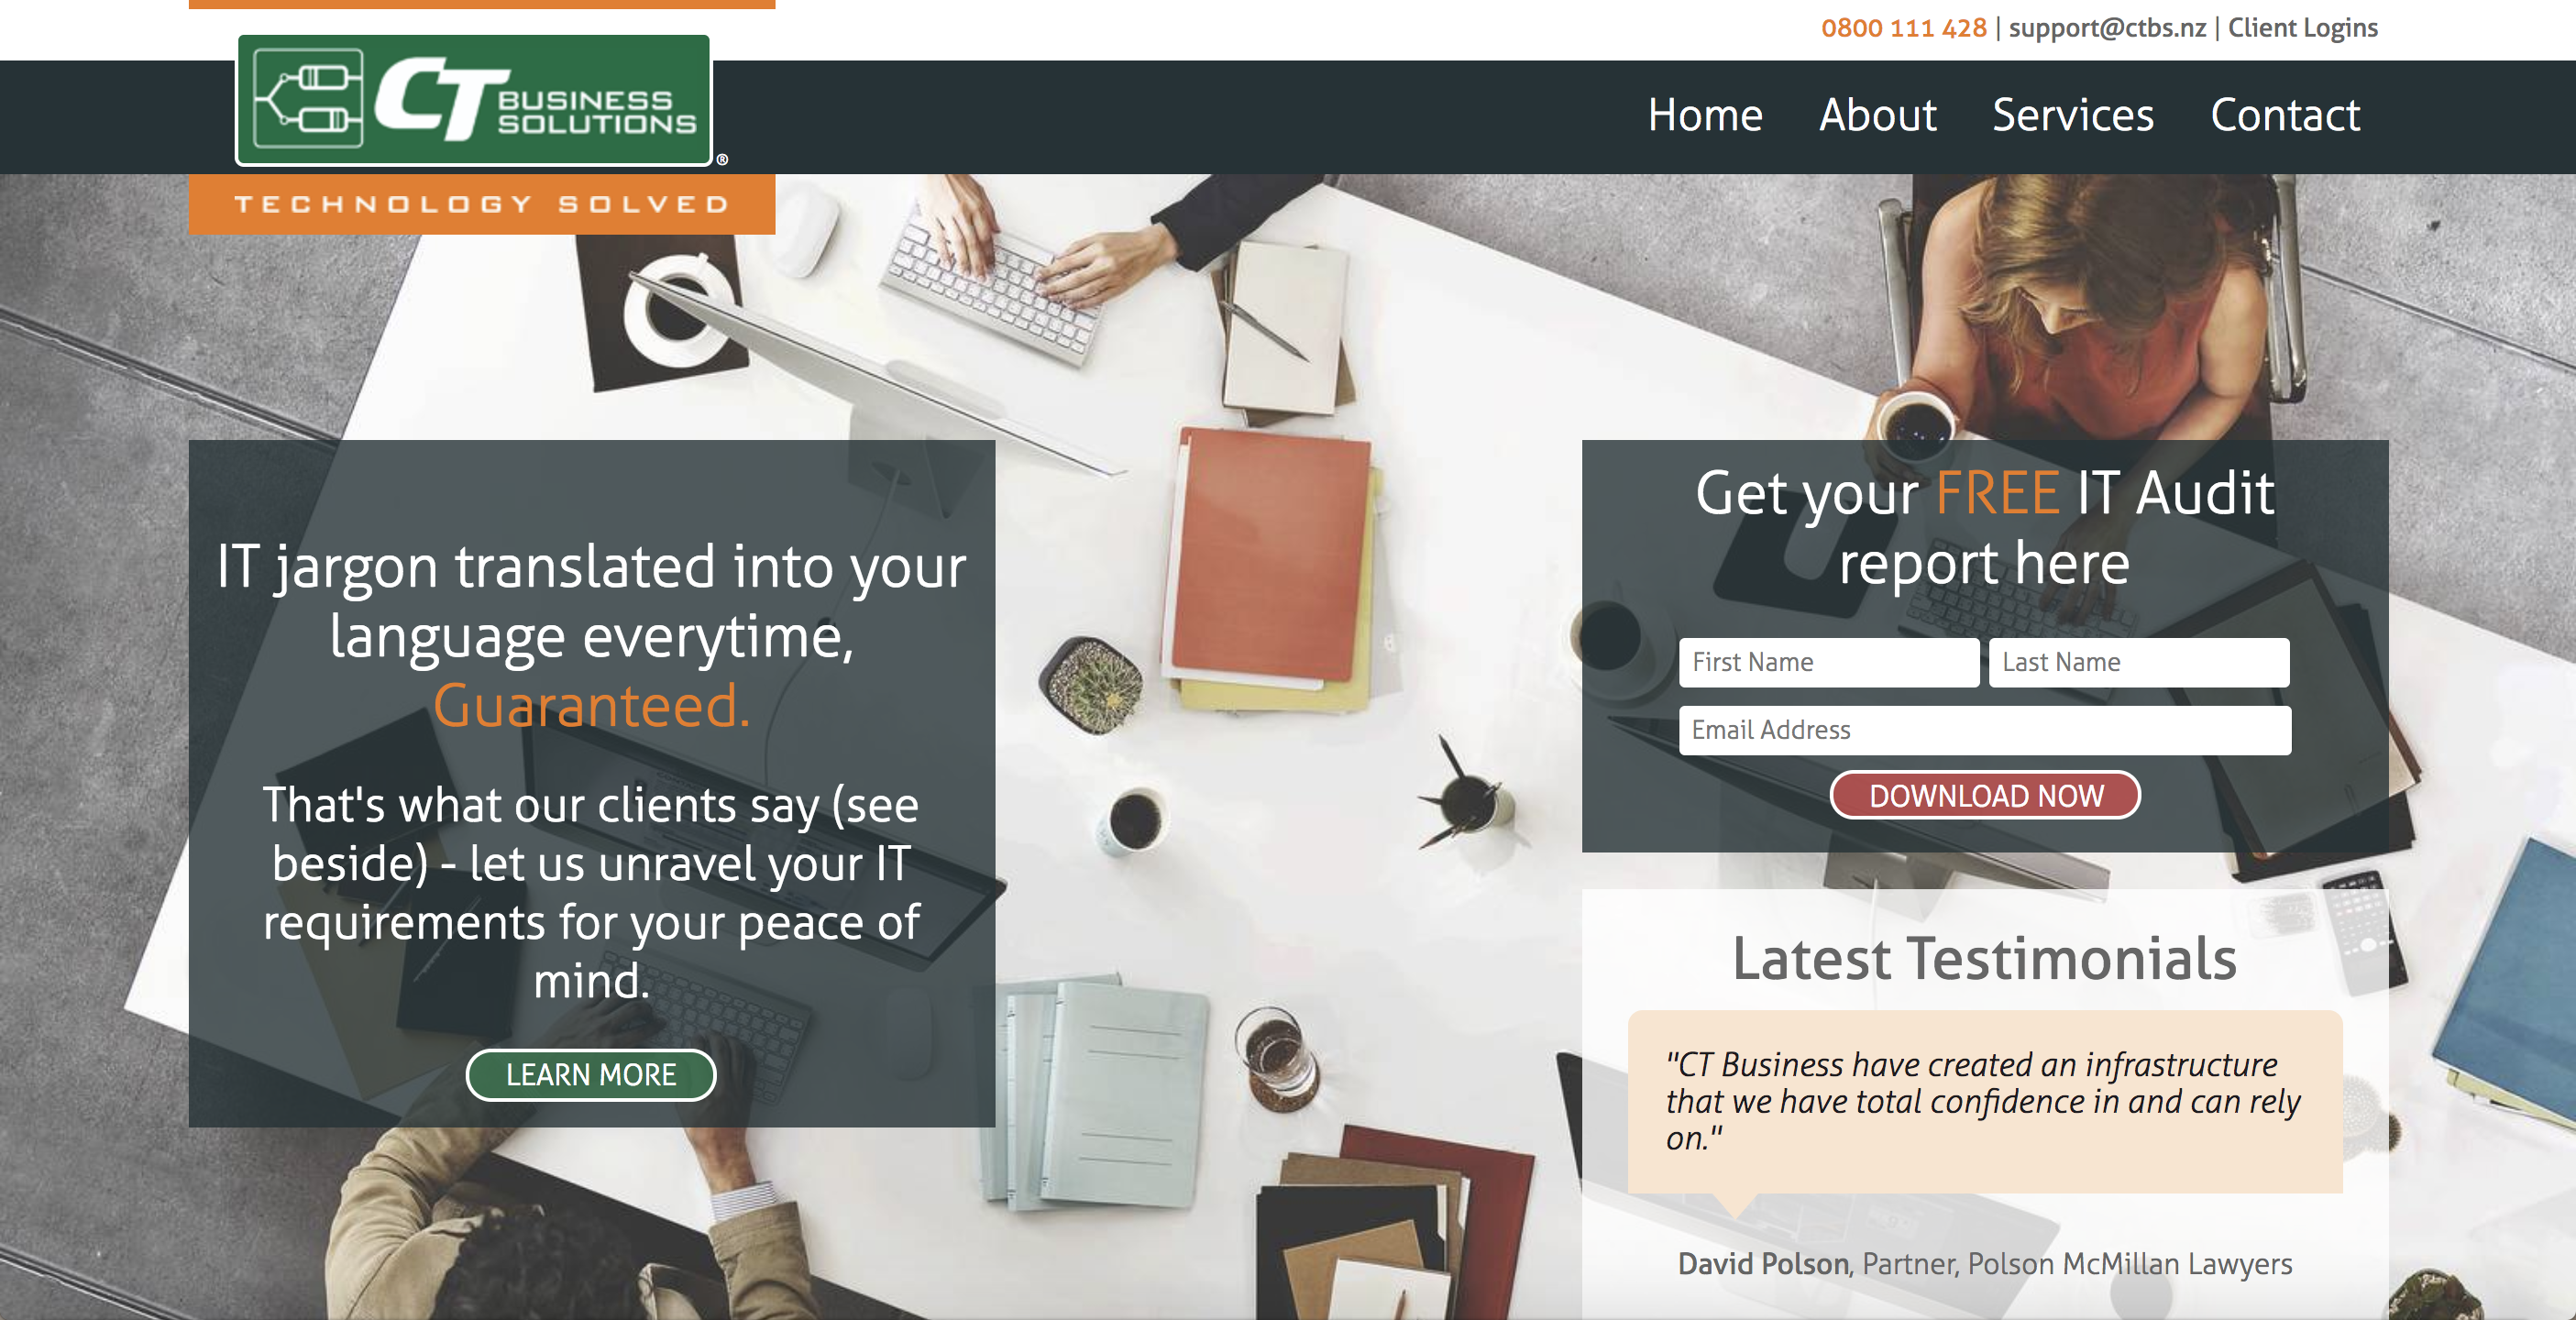 0800 111 428 | support@ctbs.nz | Client Logins
CT BUSINESS
SOLUTIONS
®
Home About Services Contact
TECHNOLOGY SOLVED
IT jargon translated into your
language everytime,
Guaranteed.
That's what our clients say (see
beside) - let us unravel your IT
requirements for your peace of
mind.
LEARN MORE
Get your FREE IT Audit
report here
First Name Last Name
Email Address
DOWNLOAD NOW
Latest Testimonials
"CT Business have created an infrastructure
that we have total confidence in and can rely
on."
David Polson, Partner, Polson McMillan Lawyers